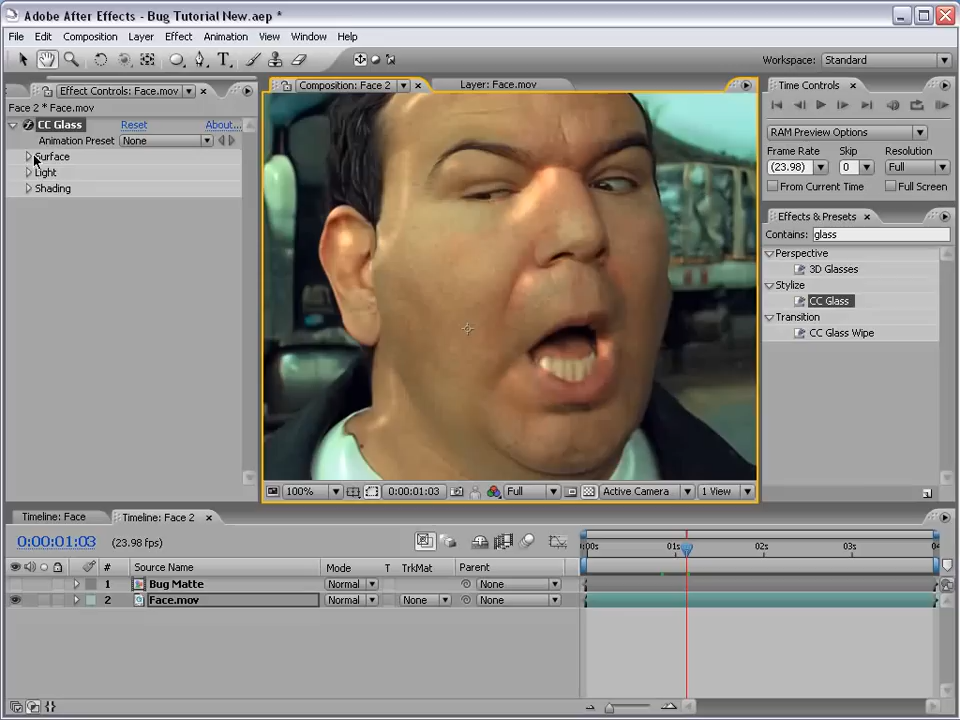 Adobe After Effects - Bug Tutorial New.aep *
File Edit Composition Layer Effect Animation View Window Help
Workspace: Standard
Effect Controls: Face.mov
Composition: Face 2
Layer: Face.mov
Time Controls
Face 2 * Face.mov
CC Glass Reset About...
Animation Preset None
Surface
Light
Shading
RAM Preview Options
Frame Rate Skip Resolution
(23.98) 0 Full
From Current Time Full Screen
Effects & Presets
Contains: glass
Perspective
3D Glasses
Stylize
CC Glass
Transition
CC Glass Wipe
100% 0:00:01:03 Full Active Camera 1 View
Timeline: Face Timeline: Face 2
0:00:01:03 (23.98 fps)
:00s 01s 02s 03s 04
# Source Name Mode T TrkMat Parent
1 Bug Matte Normal None
2 Face.mov Normal None None